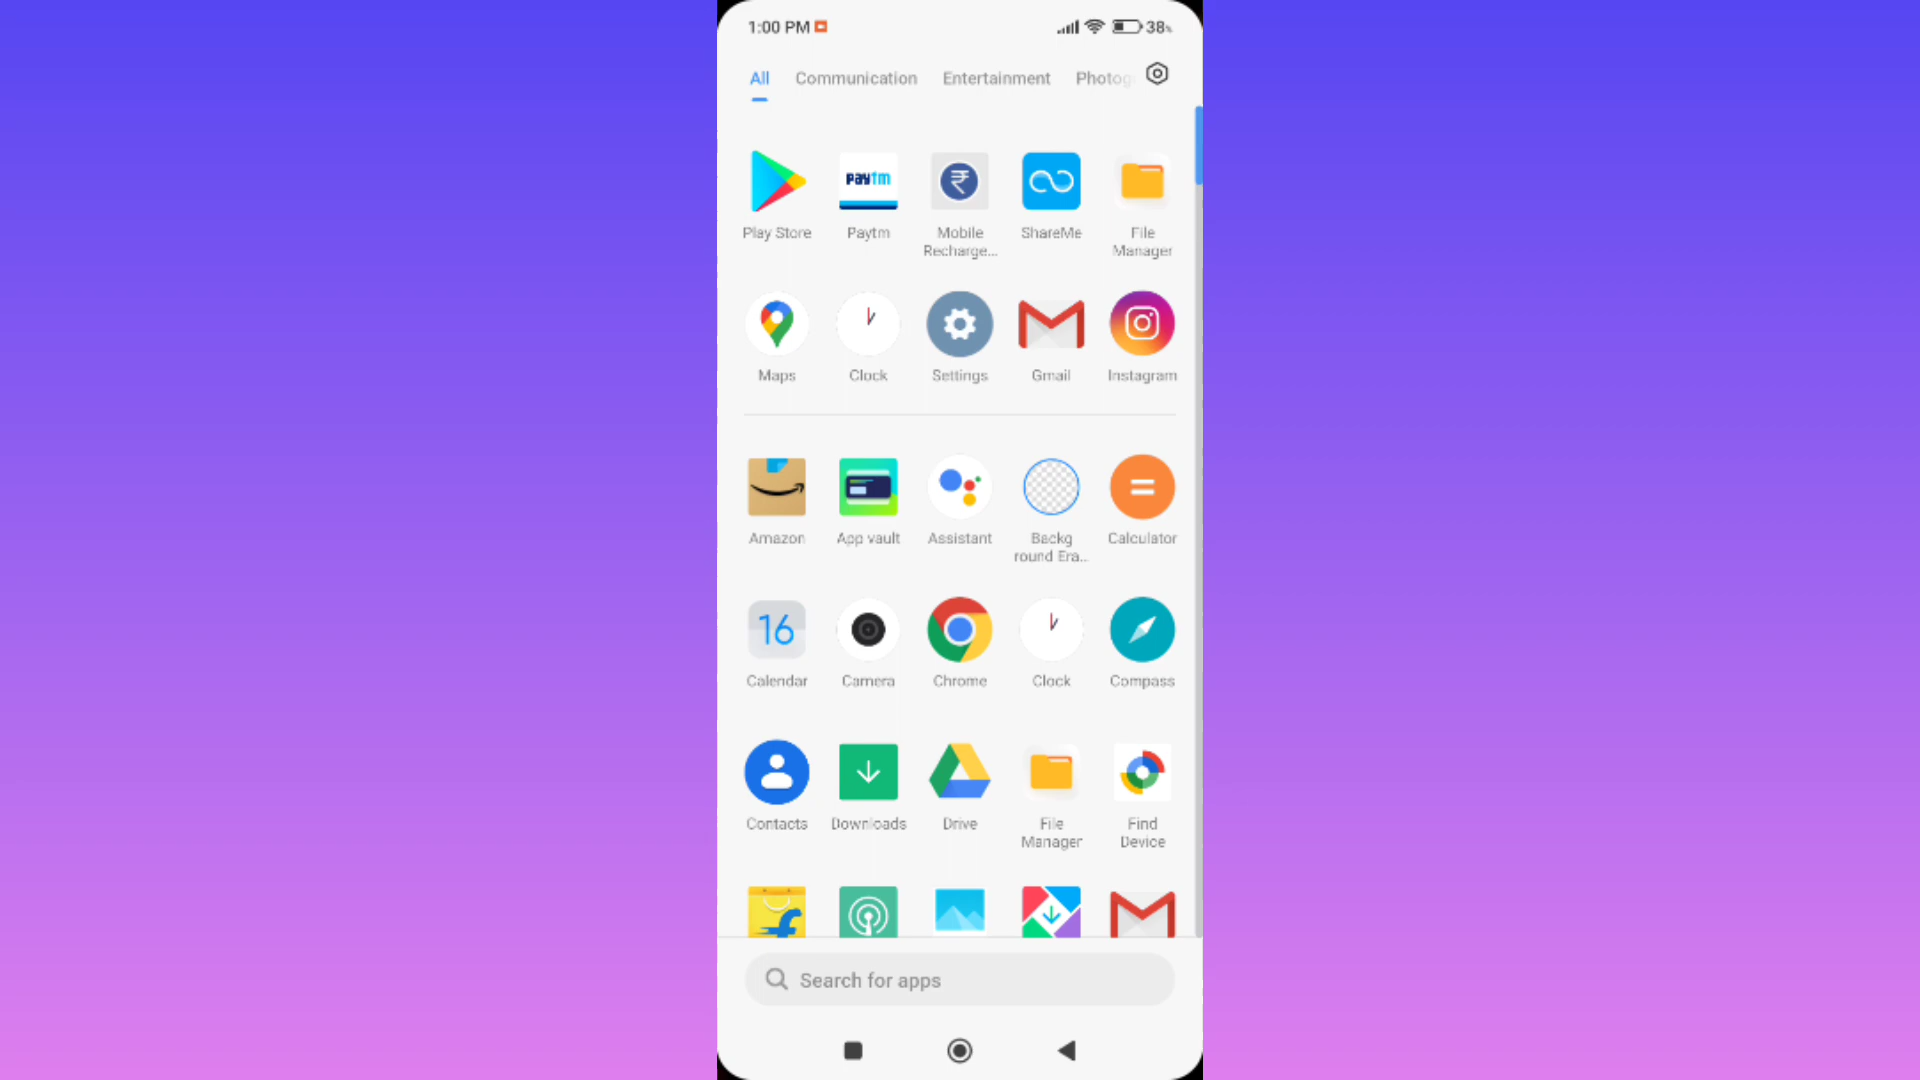 1:00 PM 38%
All Communication Entertainment Photog
paytm
Play Store Paytm Mobile Recharge... ShareMe File Manager
Maps Clock Settings Gmail Instagram
Amazon App vault Assistant Backg round Era... Calculator
16
Calendar Camera Chrome Clock Compass
Contacts Downloads Drive File Manager Find Device
Search for apps